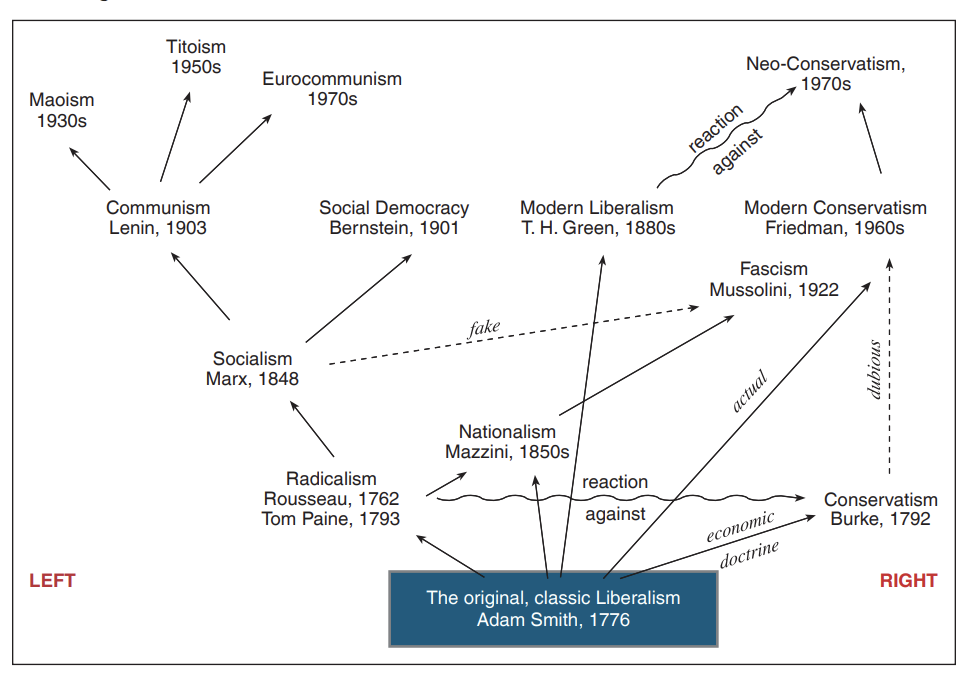 Titoism
1950s
Neo-Conservatism,
1970s
Eurocommunism
1970s
Maoism
1930s
reaction
against
Communism
Lenin, 1903
Social Democracy
Bernstein, 1901
Modern Liberalism
T. H. Green, 1880s
Modern Conservatism
Friedman, 1960s
Fascism
Mussolini, 1922
fake
Socialism
Marx, 1848
actual
dubious
Nationalism
Mazzini, 1850s
Radicalism
Rousseau, 1762
Tom Paine, 1793
reaction
against
Conservatism
Burke, 1792
economic
doctrine
LEFT
RIGHT
The original, classic Liberalism
Adam Smith, 1776